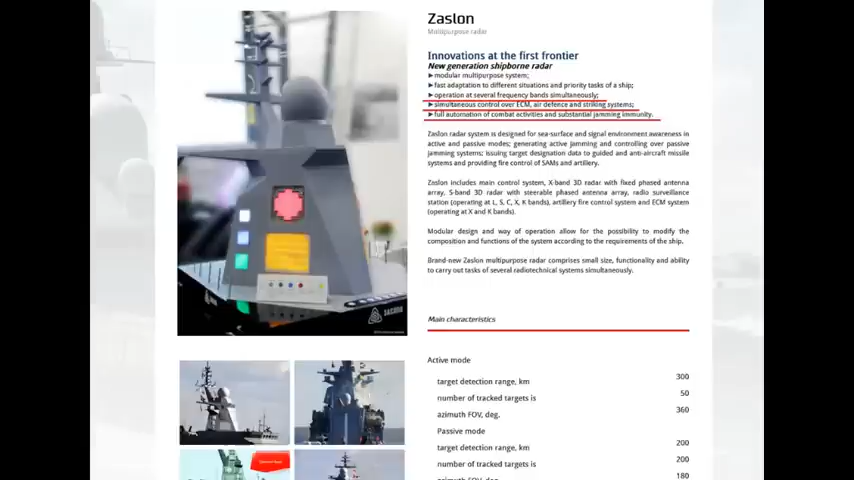 Zaslon
Multipurpose radar
Innovations at the first frontier
New generation shipborne radar
►modular multipurpose system;
►fast adaptation to different situations and priority tasks of a ship;
►operation at several frequency bands simultaneously;
►simultaneous control over ECM, air defence and striking systems;
►full automation of combat activities and substantial jamming immunity.
Zaslon radar system is designed for sea-surface and signal environment awareness in
active and passive modes; generating active jamming and controlling over passive
jamming systems; issuing target designation data to guided and anti-aircraft missile
systems and providing fire control of SAMs and artillery.
Zaslon includes main control system, X-band 3D radar with fixed phased antenna
array, S-band 3D radar with steerable phased antenna array, radio surveillance
station (operating at L, S, C, X, K bands), artillery fire control system and ECM system
(operating at X and K bands).
Modular design and way of operation allow for the possibility to modify the
composition and functions of the system according to the requirements of the ship.
Brand-new Zaslon multipurpose radar comprises small size, functionality and ability
to carry out tasks of several radiotechnical systems simultaneously.
Main characteristics
Active mode
target detection range, km 300
number of tracked targets is 50
azimuth FOV, deg. 360
Passive mode
target detection range, km 200
number of tracked targets is 200
azimuth FOV, deg. 180